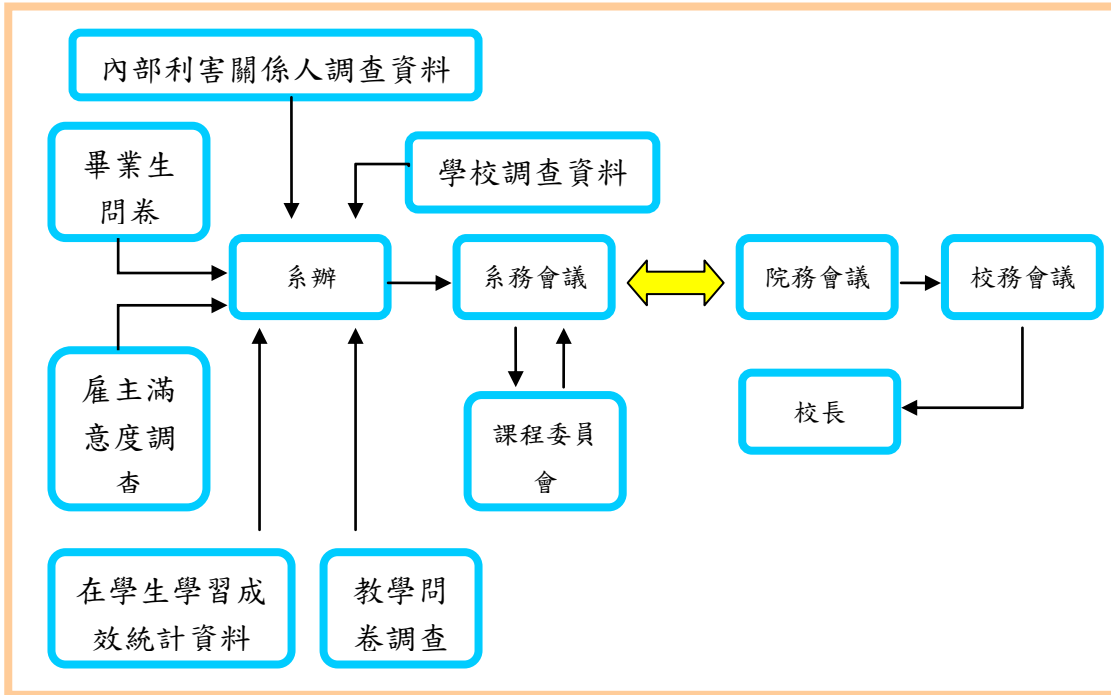 內部利害關係人調查資料
畢業生
問卷
學校調查資料
系辦
系務會議
院務會議
校務會議
雇主滿
意度調
查
課程委員
會
校長
在學生學習成
效統計資料
教學問
卷調查